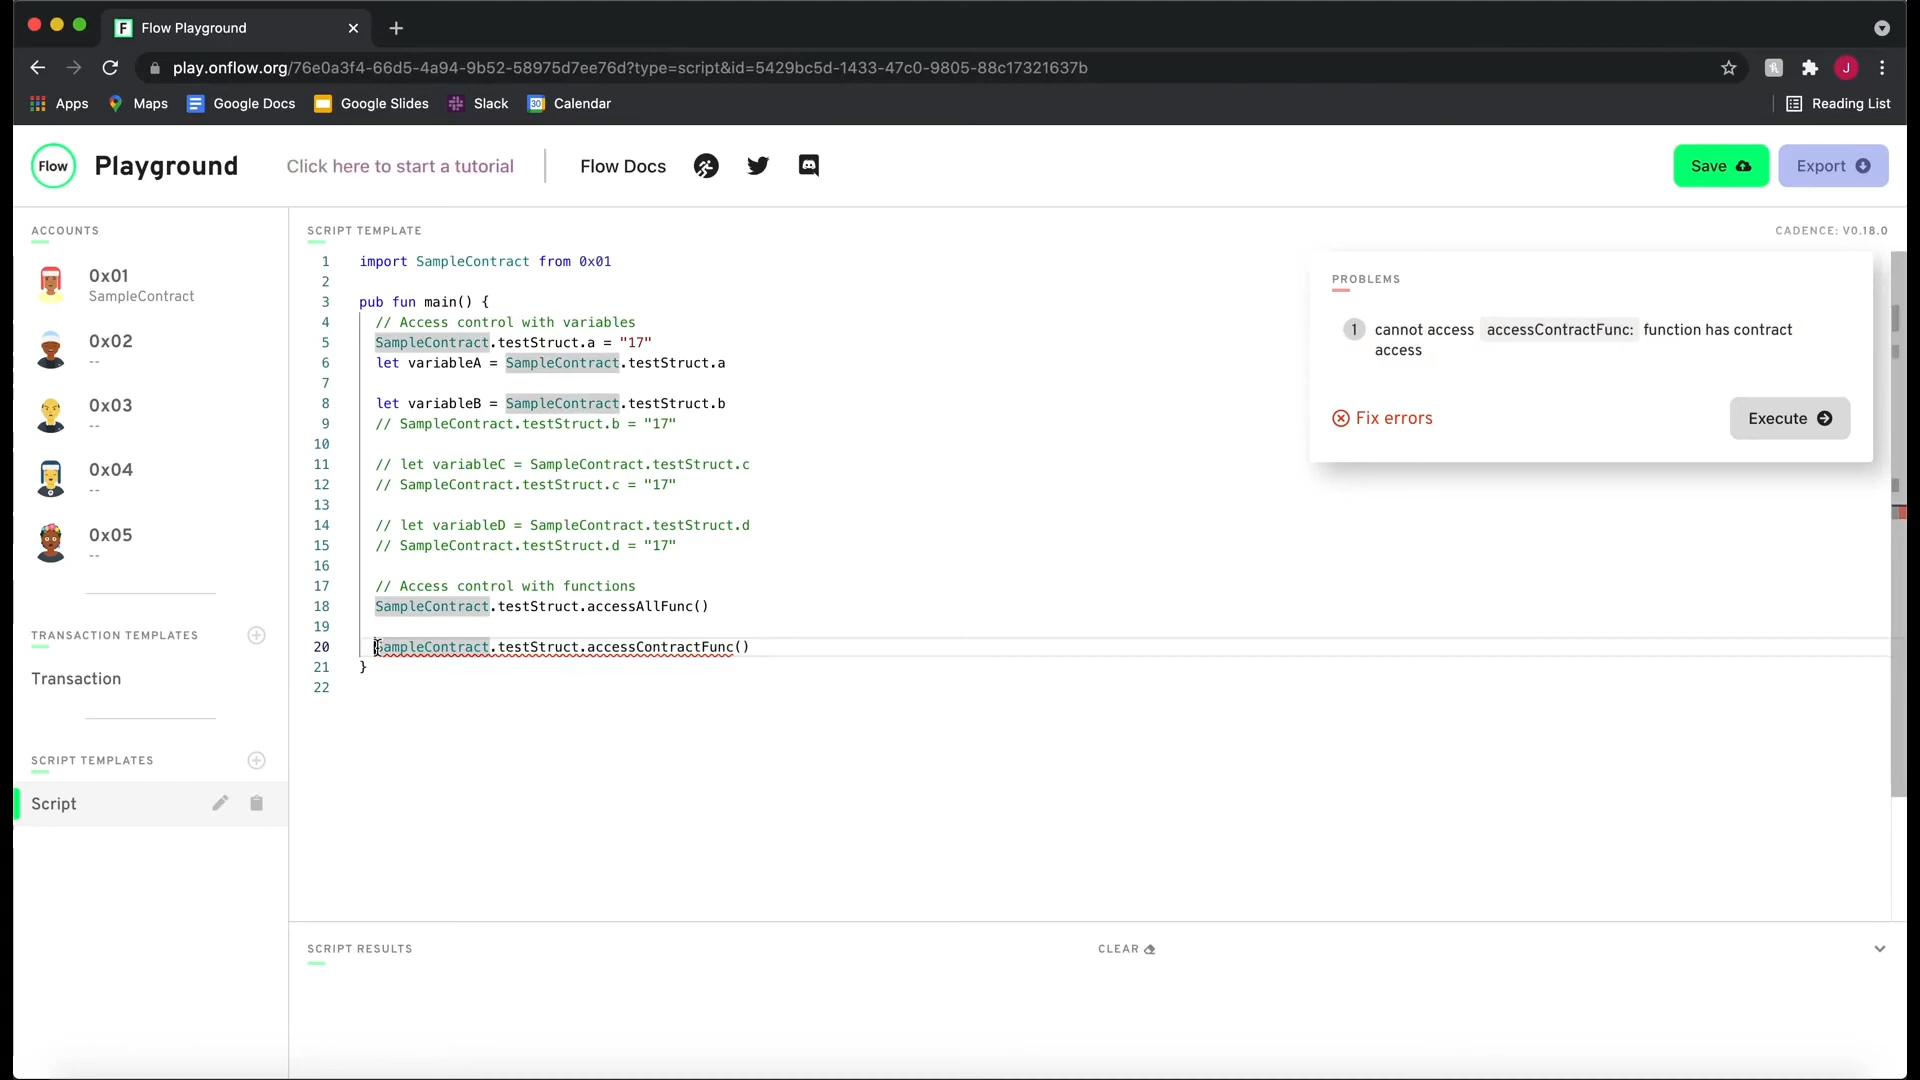 F Flow Playground
play.onflow.org/76e0a3f4-66d5-4a94-9b52-58975d7ee76d?type=script&id=5429bc5d-1433-47c0-9805-88c17321637b
J
Apps Maps Google Docs Google Slides Slack 30 Calendar Reading List
Flow Playground Click here to start a tutorial Flow Docs Save Export
ACCOUNTS
0x01
SampleContract
0x02
--
0x03
--
0x04
--
0x05
--
TRANSACTION TEMPLATES
Transaction
SCRIPT TEMPLATES
Script
SCRIPT TEMPLATE
CADENCE: V0.18.0
1 import SampleContract from 0x01
2
3 pub fun main() {
4 // Access control with variables
5 SampleContract.testStruct.a = "17"
6 let variableA = SampleContract.testStruct.a
7
8 let variableB = SampleContract.testStruct.b
9 // SampleContract.testStruct.b = "17"
10
11 // let variableC = SampleContract.testStruct.c
12 // SampleContract.testStruct.c = "17"
13
14 // let variableD = SampleContract.testStruct.d
15 // SampleContract.testStruct.d = "17"
16
17 // Access control with functions
18 SampleContract.testStruct.accessAllFunc()
19
20 SampleContract.testStruct.accessContractFunc()
21 }
22
PROBLEMS
1 cannot access accessContractFunc: function has contract
access
Fix errors Execute
SCRIPT RESULTS CLEAR